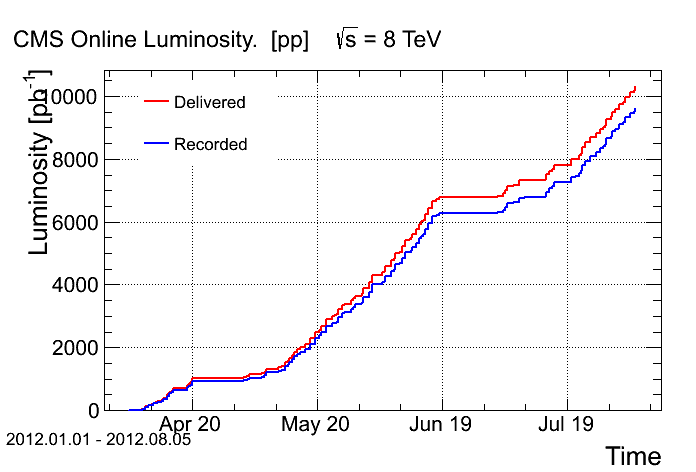 CMS Online Luminosity. [pp] √s = 8 TeV
Luminosity [pb⁻¹]
10000
8000
6000
4000
2000
0
Delivered
Recorded
Apr 20 May 20 Jun 19 Jul 19
2012.01.01 - 2012.08.05
Time